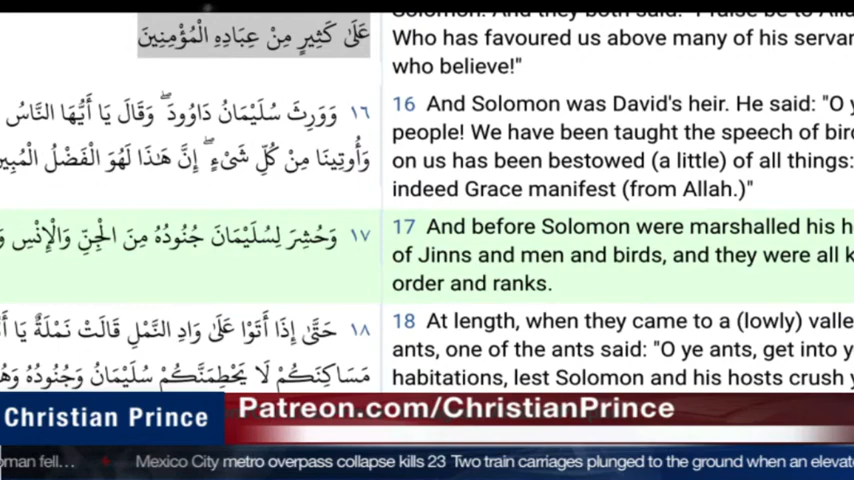 Solomon. And they both said: "Praise be to Alla
عَلَىٰ كَثِيرٍ مِنْ عِبَادِهِ الْمُؤْمِنِينَ
Who has favoured us above many of his servan
who believe!"
١٦ وَوَرِثَ سُلَيْمَانُ دَاوُودَ ۖ وَقَالَ يَا أَيُّهَا النَّاسُ
وَأُوتِينَا مِنْ كُلِّ شَيْءٍ ۖ إِنَّ هَٰذَا لَهُوَ الْفَضْلُ الْمُبِين
16 And Solomon was David's heir. He said: "O y
people! We have been taught the speech of bird
on us has been bestowed (a little) of all things:
indeed Grace manifest (from Allah.)"
١٧ وَحُشِرَ لِسُلَيْمَانَ جُنُودُهُ مِنَ الْجِنِّ وَالْإِنْسِ وَ
17 And before Solomon were marshalled his h
of Jinns and men and birds, and they were all k
order and ranks.
١٨ حَتَّىٰ إِذَا أَتَوْا عَلَىٰ وَادِ النَّمْلِ قَالَتْ نَمْلَةٌ يَا أَ
مَسَاكِنَكُمْ لَا يَحْطِمَنَّكُمْ سُلَيْمَانُ وَجُنُودُهُ وَهُ
18 At length, when they came to a (lowly) valle
ants, one of the ants said: "O ye ants, get into y
habitations, lest Solomon and his hosts crush y
Christian Prince
Patreon.com/ChristianPrince
oman fell... Mexico City metro overpass collapse kills 23 Two train carriages plunged to the ground when an elevate